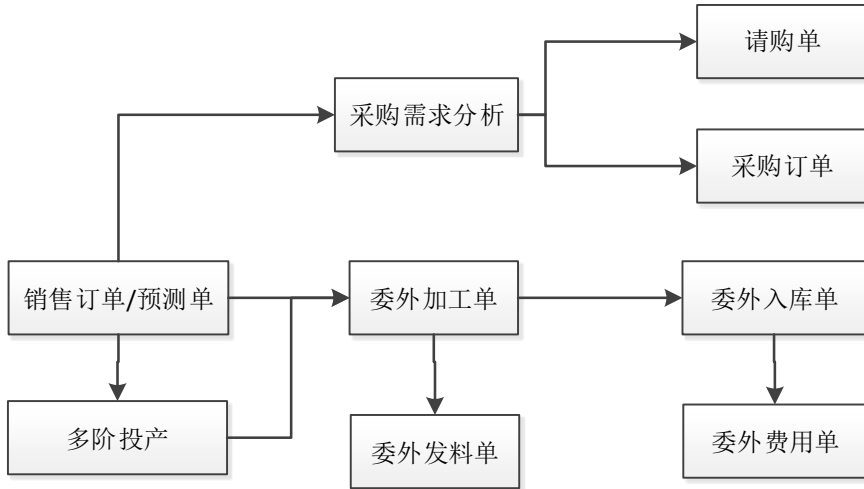 请购单
采购需求分析
采购订单
销售订单/预测单
委外加工单
委外入库单
多阶投产
委外发料单
委外费用单